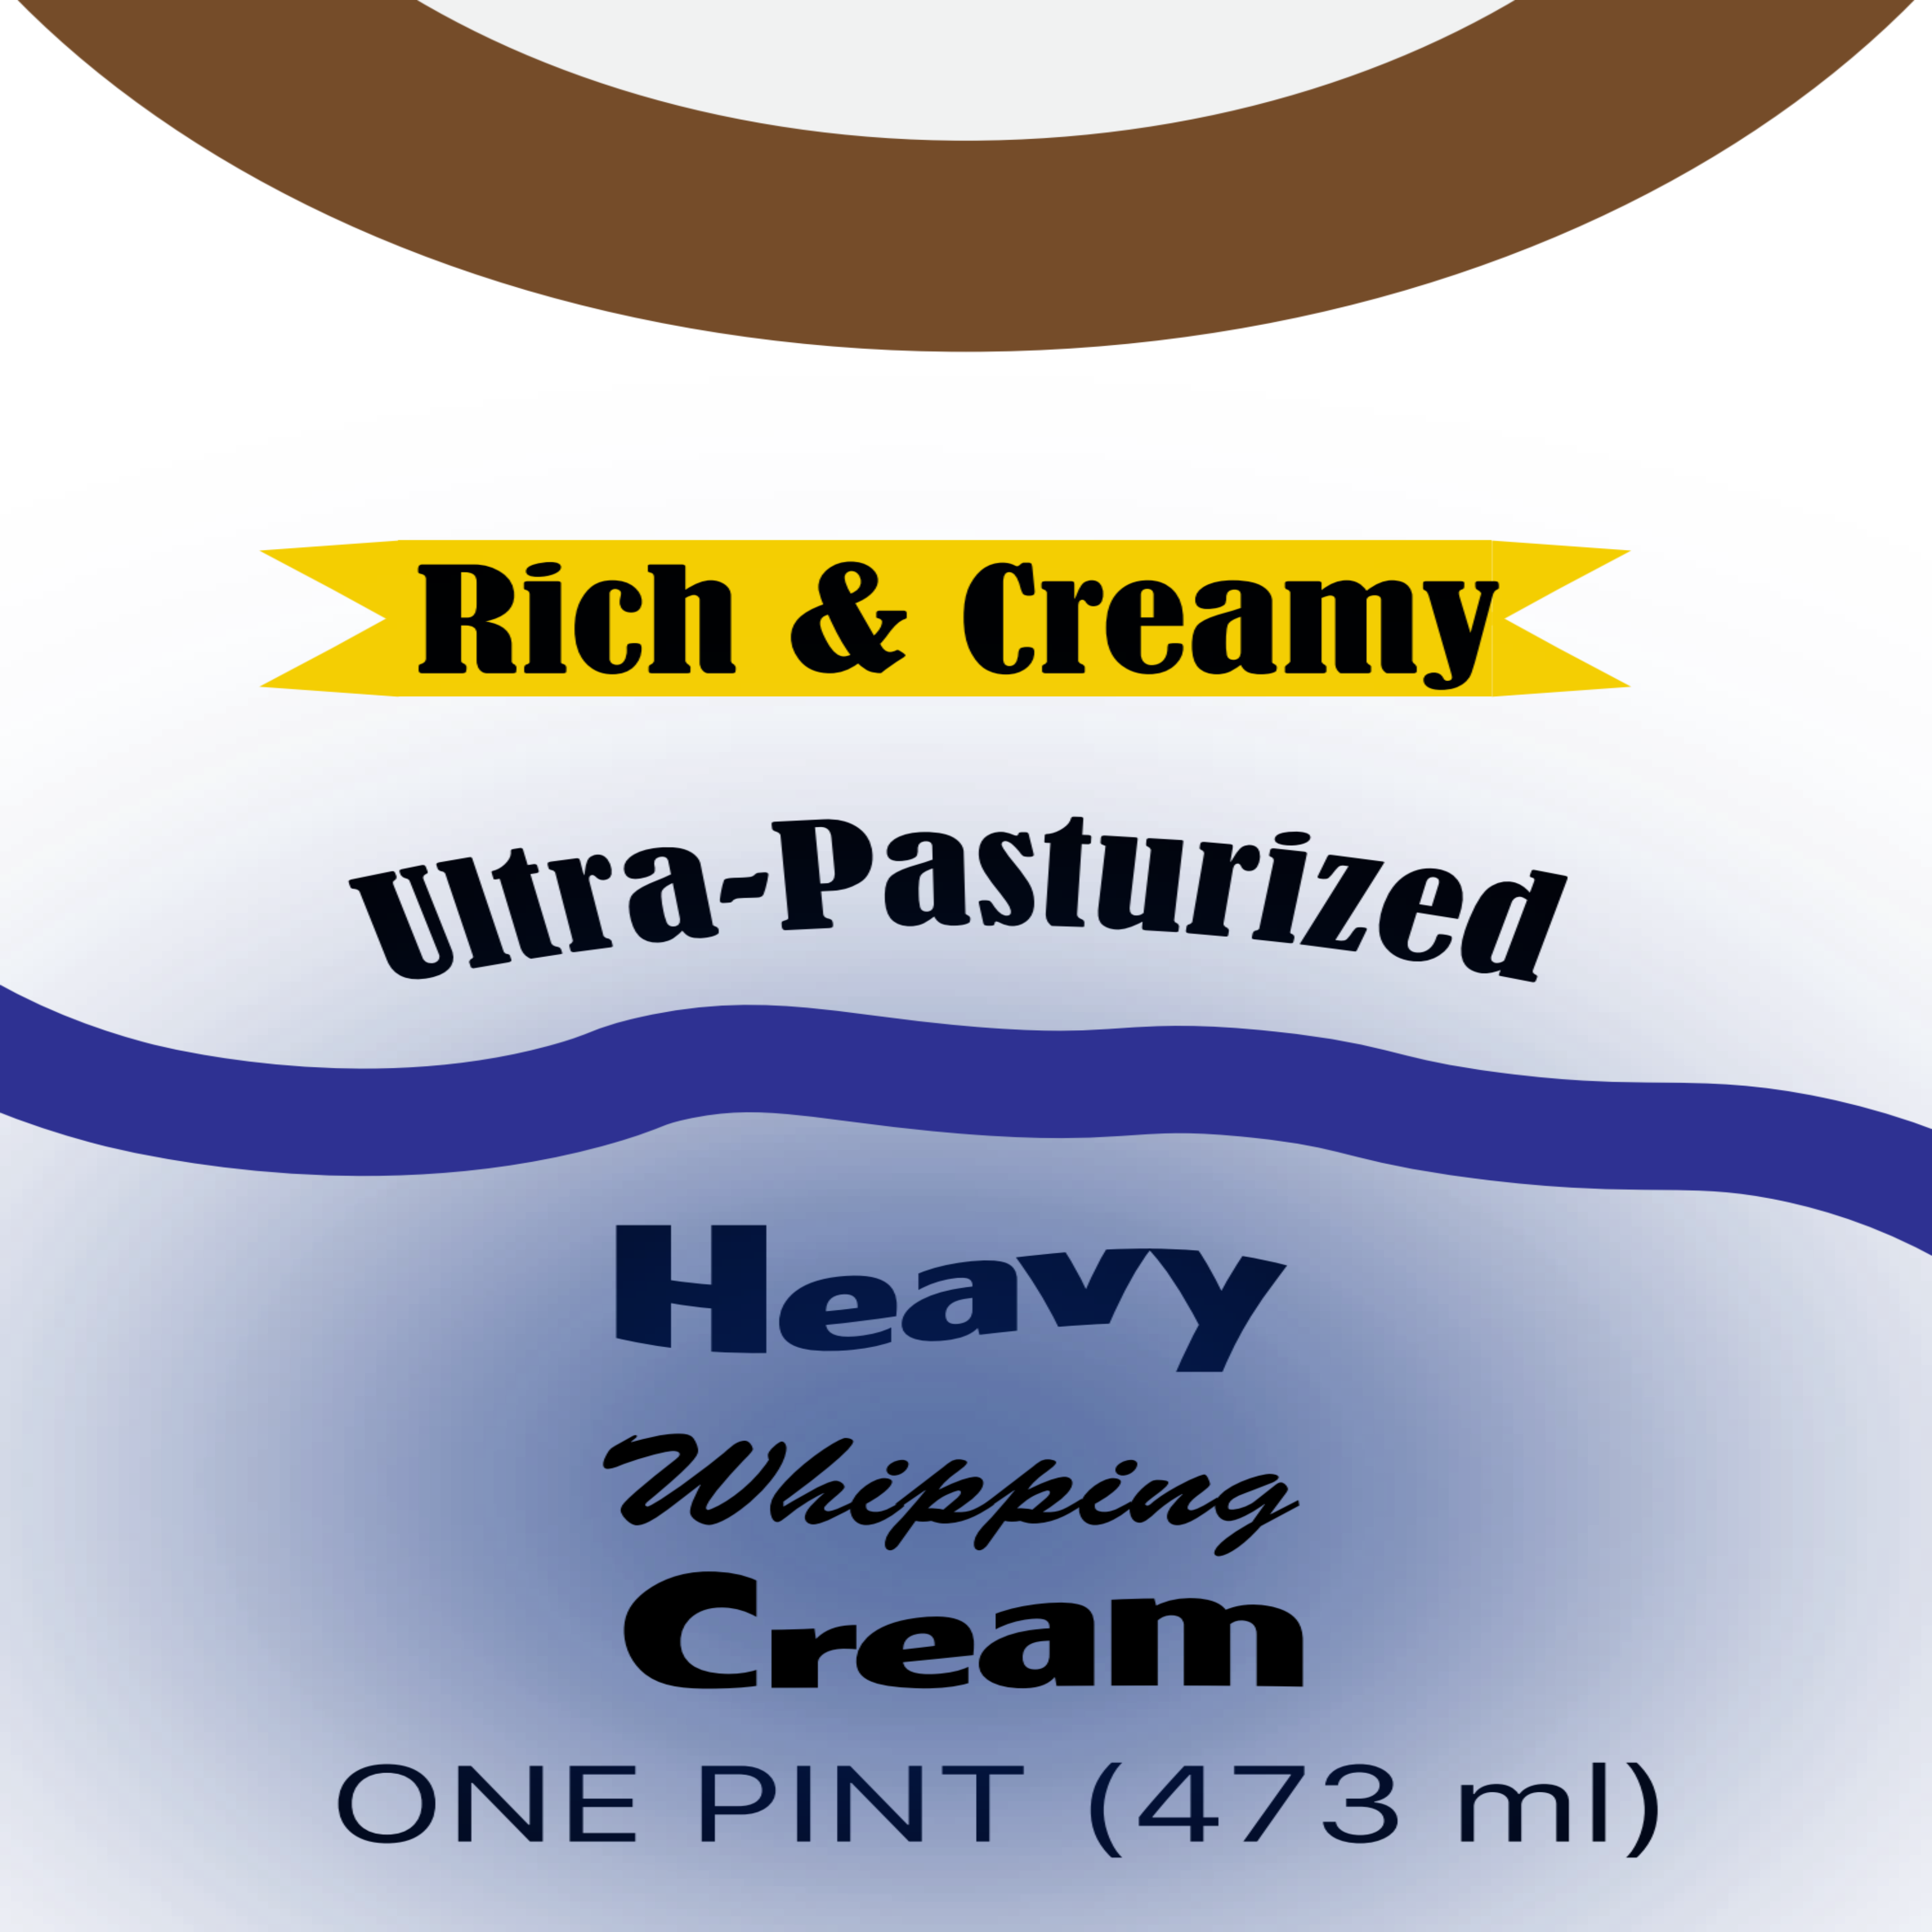 Rich & Creamy
Ultra-Pasturized
Heavy
Whipping
Cream
ONE PINT (473 ml)